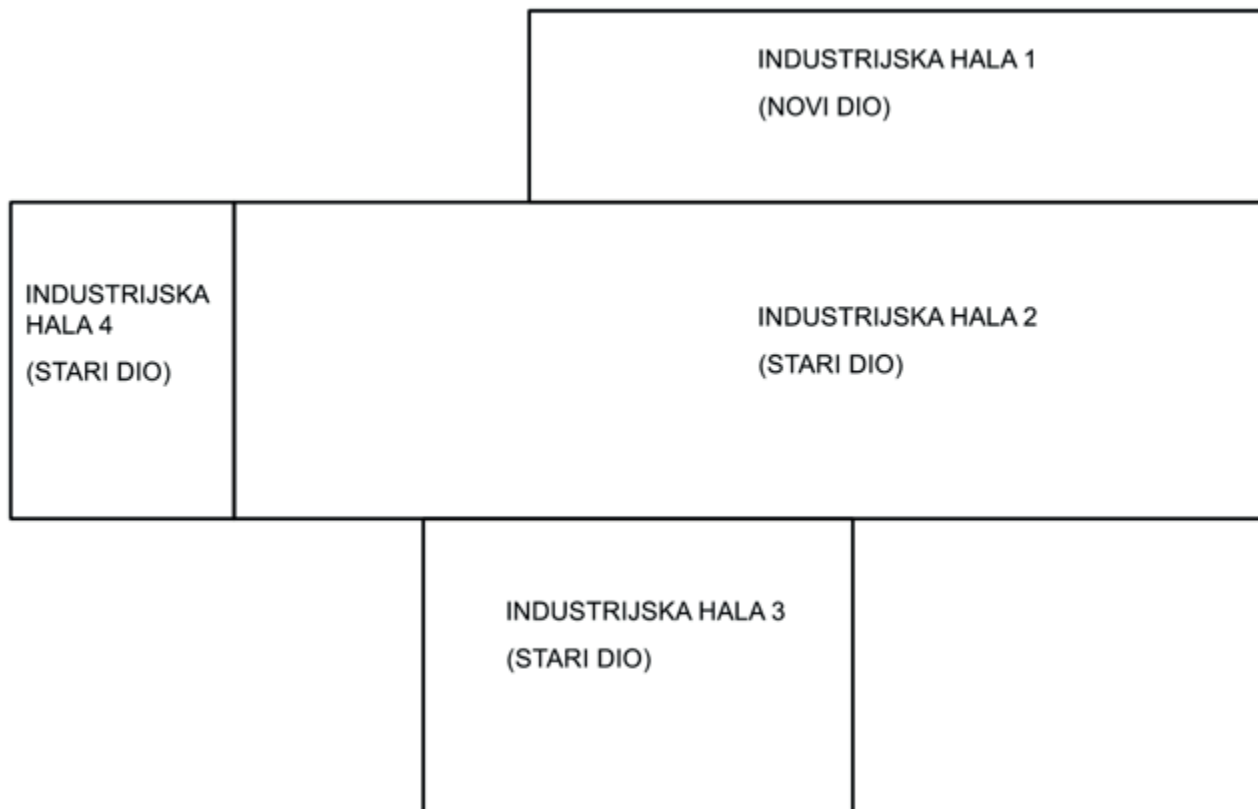 INDUSTRIJSKA HALA 1
(NOVI DIO)
INDUSTRIJSKA
HALA 4
(STARI DIO)
INDUSTRIJSKA HALA 2
(STARI DIO)
INDUSTRIJSKA HALA 3
(STARI DIO)